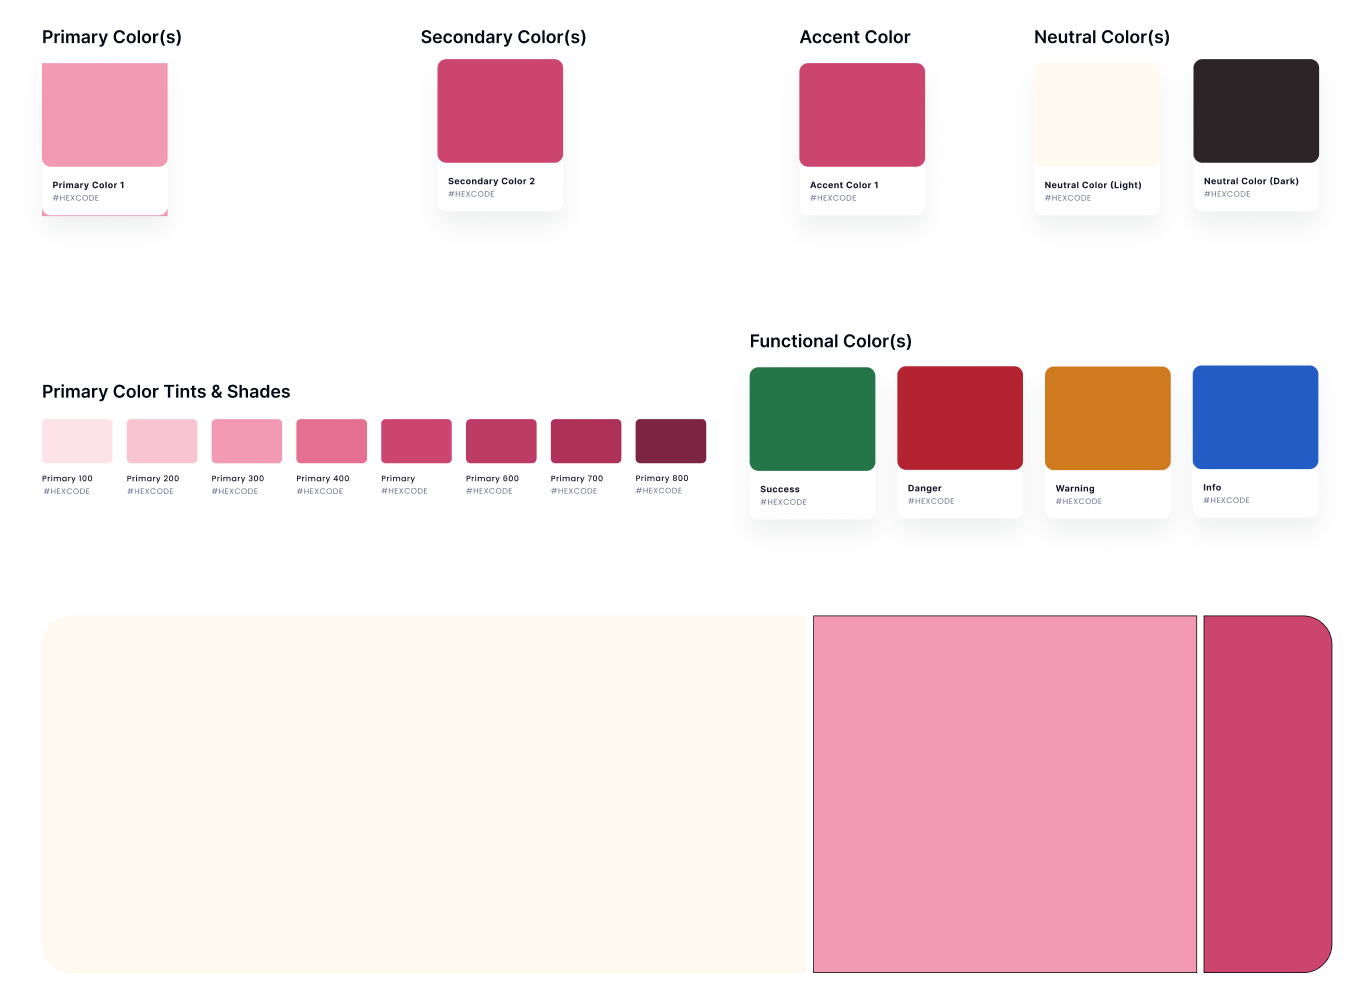 Primary Color(s)
Secondary Color(s)
Accent Color
Neutral Color(s)
Primary Color 1
#HEXCODE
Secondary Color 2
#HEXCODE
Accent Color 1
#HEXCODE
Neutral Color (Light)
#HEXCODE
Neutral Color (Dark)
#HEXCODE
Functional Color(s)
Primary Color Tints & Shades
Primary 100
#HEXCODE
Primary 200
#HEXCODE
Primary 300
#HEXCODE
Primary 400
#HEXCODE
Primary
#HEXCODE
Primary 600
#HEXCODE
Primary 700
#HEXCODE
Primary 800
#HEXCODE
Success
#HEXCODE
Danger
#HEXCODE
Warning
#HEXCODE
Info
#HEXCODE